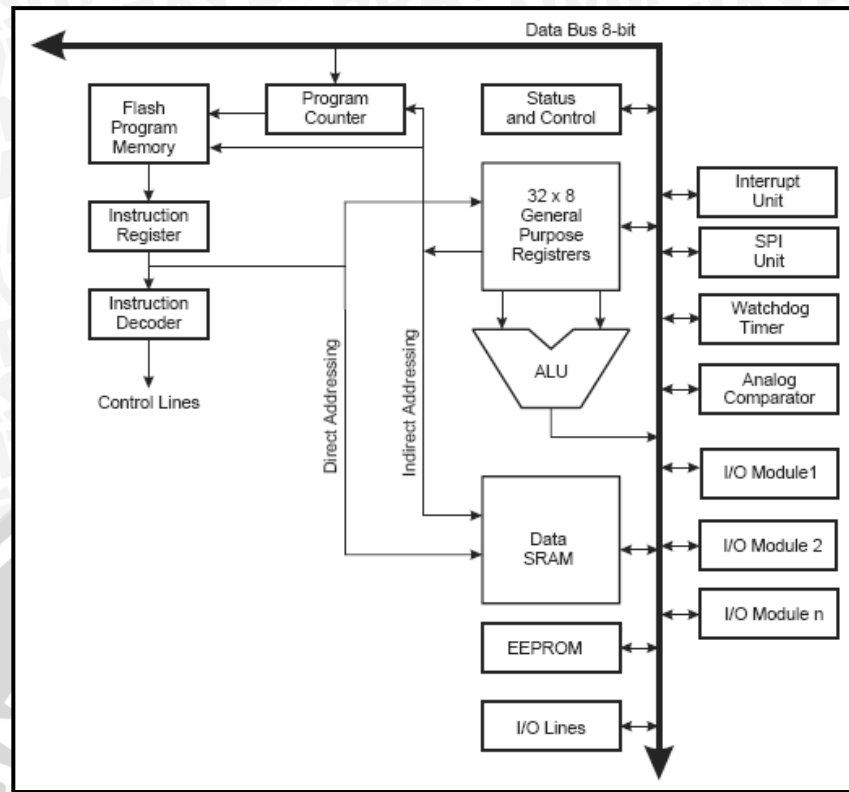 Data Bus 8-bit
Flash
Program
Memory
Program
Counter
Status
and Control
32 x 8
General
Purpose
Registrers
Interrupt
Unit
Instruction
Register
SPI
Unit
Instruction
Decoder
Watchdog
Timer
ALU
Analog
Comparator
Control Lines
Direct Addressing
Indirect Addressing
I/O Module1
Data
SRAM
I/O Module 2
I/O Module n
EEPROM
I/O Lines